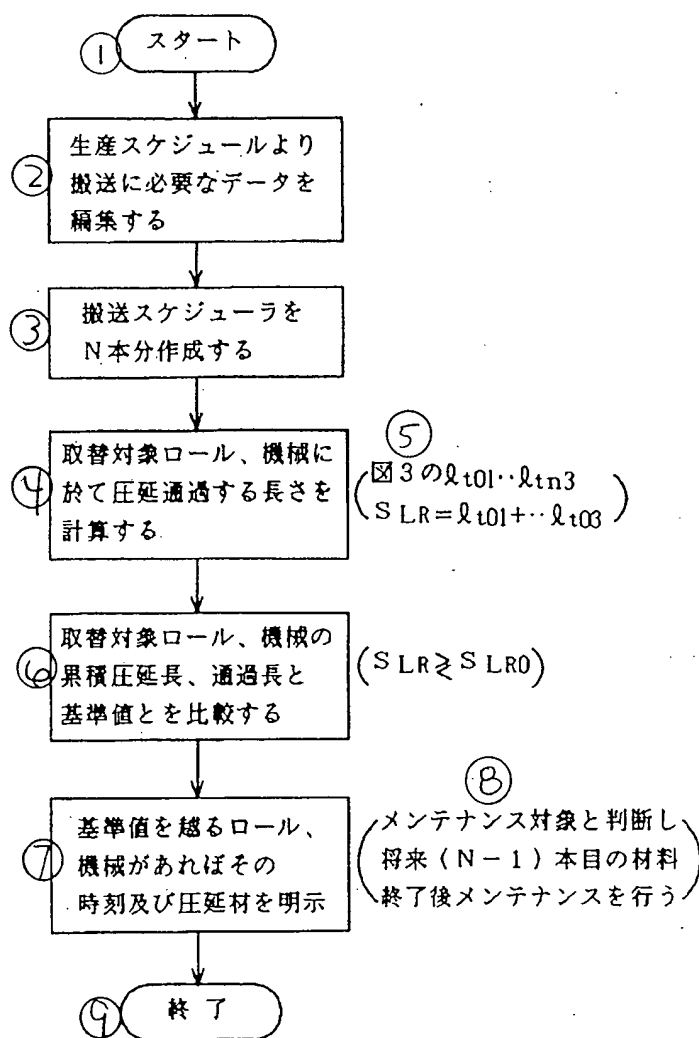 ① スタート
② 生産スケジュールより
搬送に必要なデータを
編集する
③ 搬送スケジューラを
N本分作成する
④ 取替対象ロール、機械に
於て圧延通過する長さを
計算する
⑤
(図3のℓt01‥ℓtn3
SLR=ℓt01+‥ℓt03)
⑥ 取替対象ロール、機械の
累積圧延長、通過長と
基準値とを比較する
(SLR≷SLR0)
⑦ 基準値を越るロール、
機械があればその
時刻及び圧延材を明示
⑧
(メンテナンス対象と判断し
将来(N-1)本目の材料
終了後メンテナンスを行う)
⑨ 終了